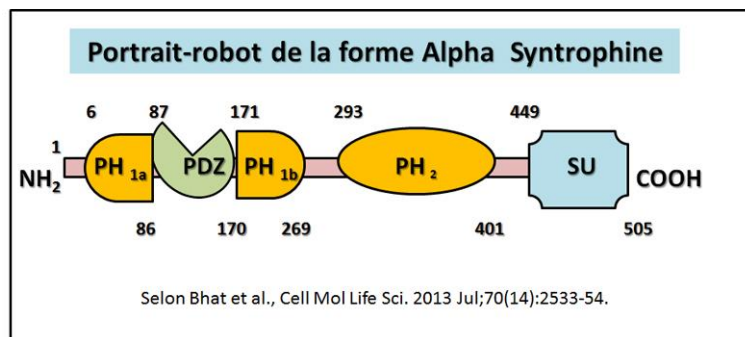 Portrait-robot de la forme Alpha Syntrophine
6 87 171 293 449
1
NH2 PH 1a PDZ PH 1b PH 2 SU COOH
86 170 269 401 505
Selon Bhat et al., Cell Mol Life Sci. 2013 Jul;70(14):2533-54.